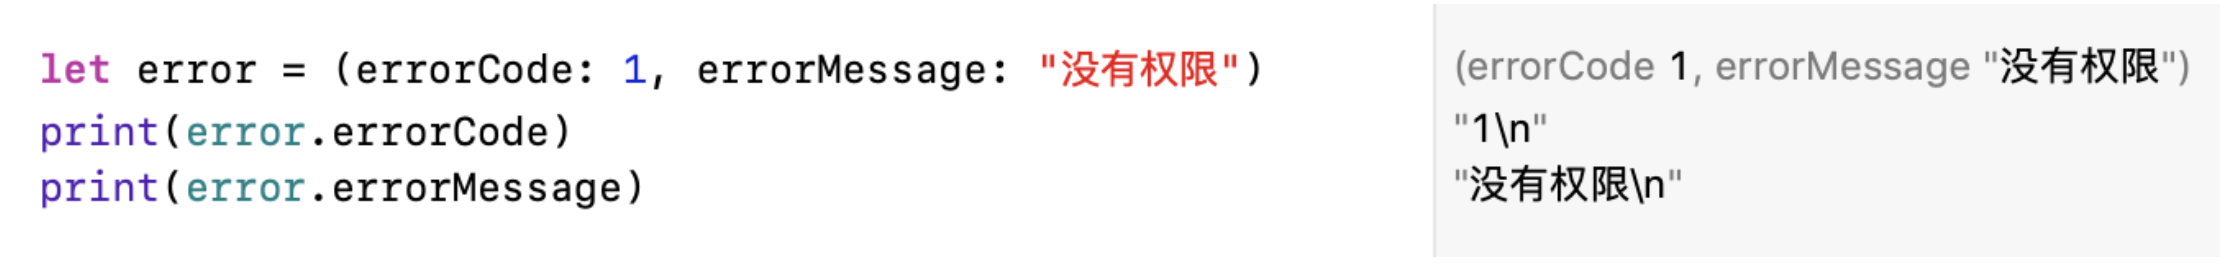 let error = (errorCode: 1, errorMessage: "没有权限")
print(error.errorCode)
print(error.errorMessage)
(errorCode 1, errorMessage "没有权限")
"1\n"
"没有权限\n"